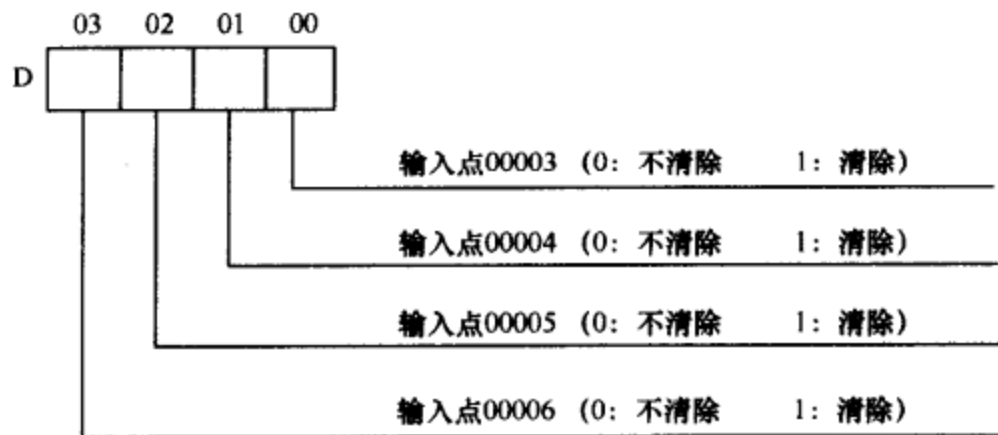 03 02 01 00
D
输入点00003（0：不清除 1：清除）
输入点00004（0：不清除 1：清除）
输入点00005（0：不清除 1：清除）
输入点00006（0：不清除 1：清除）